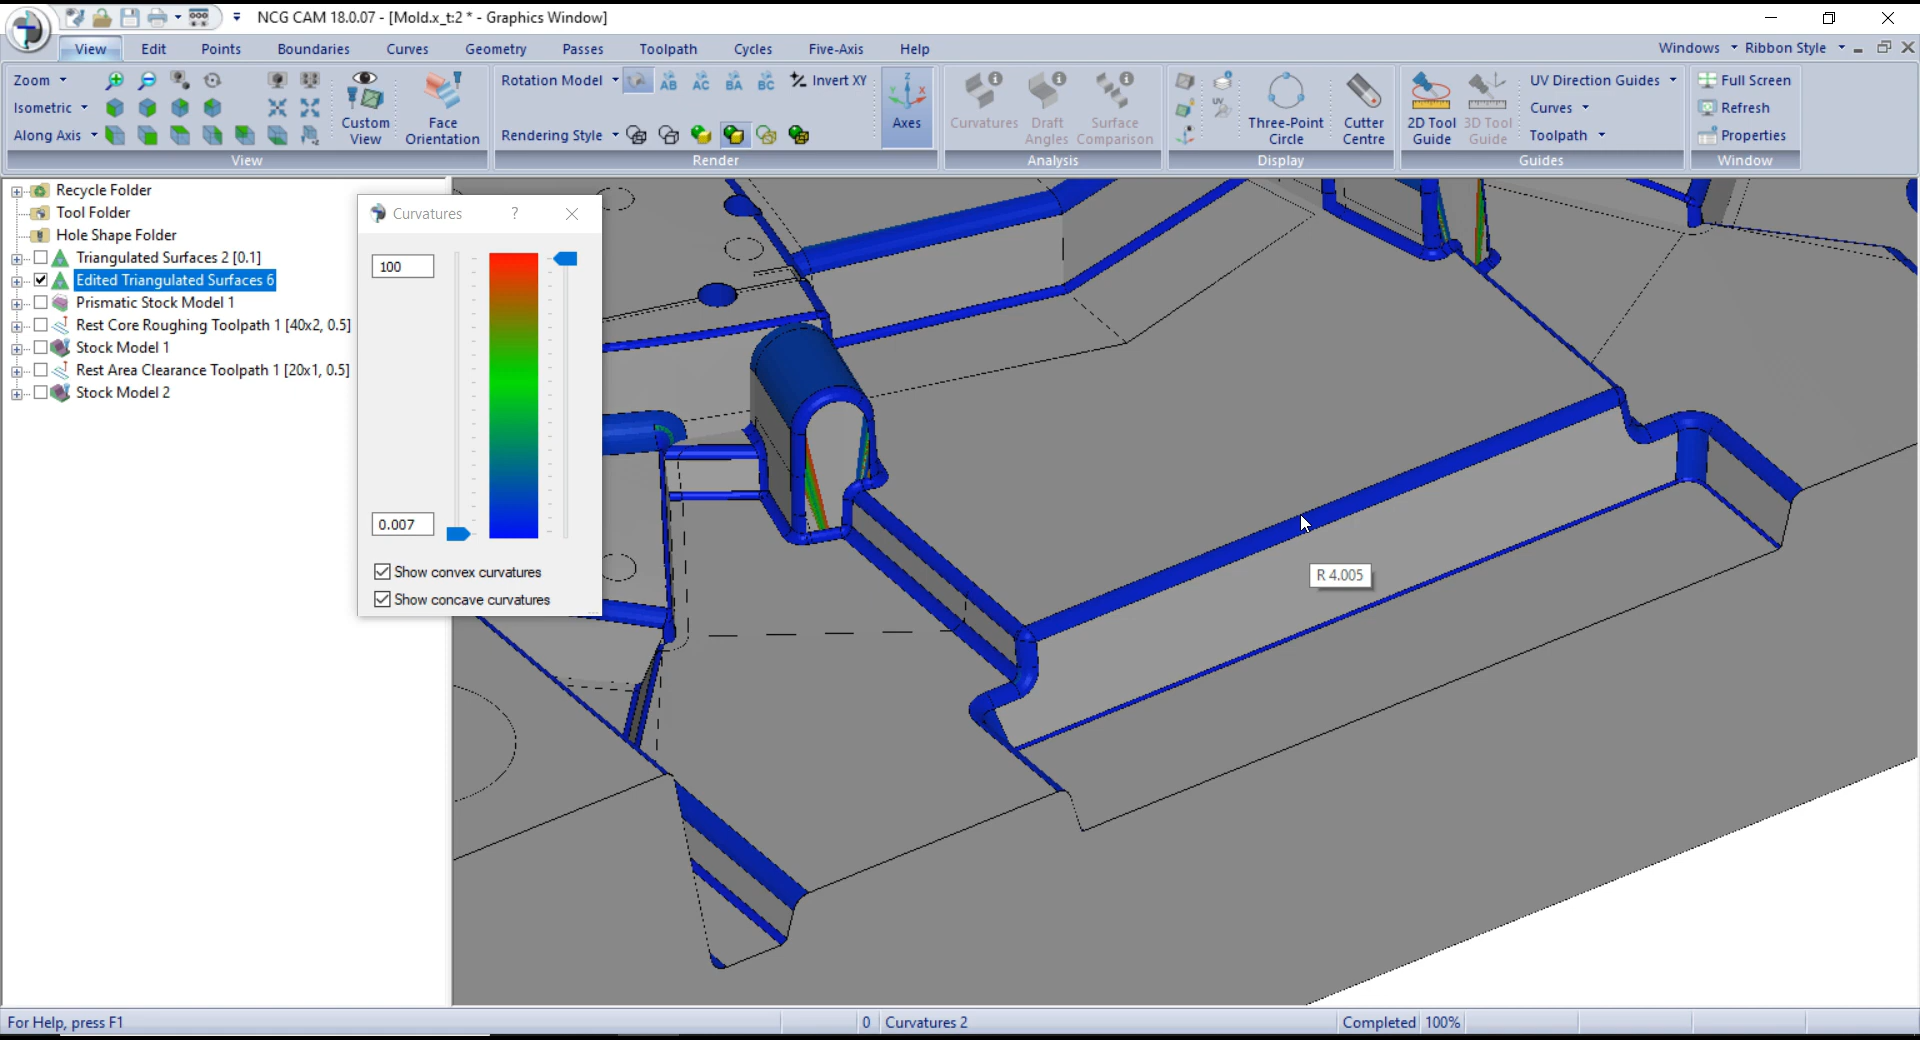 NCG CAM 18.0.07 - [Mold.x_t:2 * - Graphics Window]
View Edit Points Boundaries Curves Geometry Passes Toolpath Cycles Five-Axis Help Windows Ribbon Style
Zoom
Isometric
Along Axis
Custom View
Face Orientation
View
Rotation Model
AB AC BA BC Invert XY
Rendering Style
Axes
Render
Curvatures
Draft Angles
Surface Comparison
Analysis
UV
Three-Point Circle
Cutter Centre
Display
2D Tool Guide
3D Tool Guide
UV Direction Guides
Curves
Toolpath
Guides
Full Screen
Refresh
Properties
Window
Recycle Folder
Tool Folder
Hole Shape Folder
Triangulated Surfaces 2 [0.1]
Edited Triangulated Surfaces 6
Prismatic Stock Model 1
Rest Core Roughing Toolpath 1 [40x2, 0.5]
Stock Model 1
Rest Area Clearance Toolpath 1 [20x1, 0.5]
Stock Model 2
Curvatures ?
100
0.007
Show convex curvatures
Show concave curvatures
R 4.005
For Help, press F1 0 Curvatures 2 Completed 100%